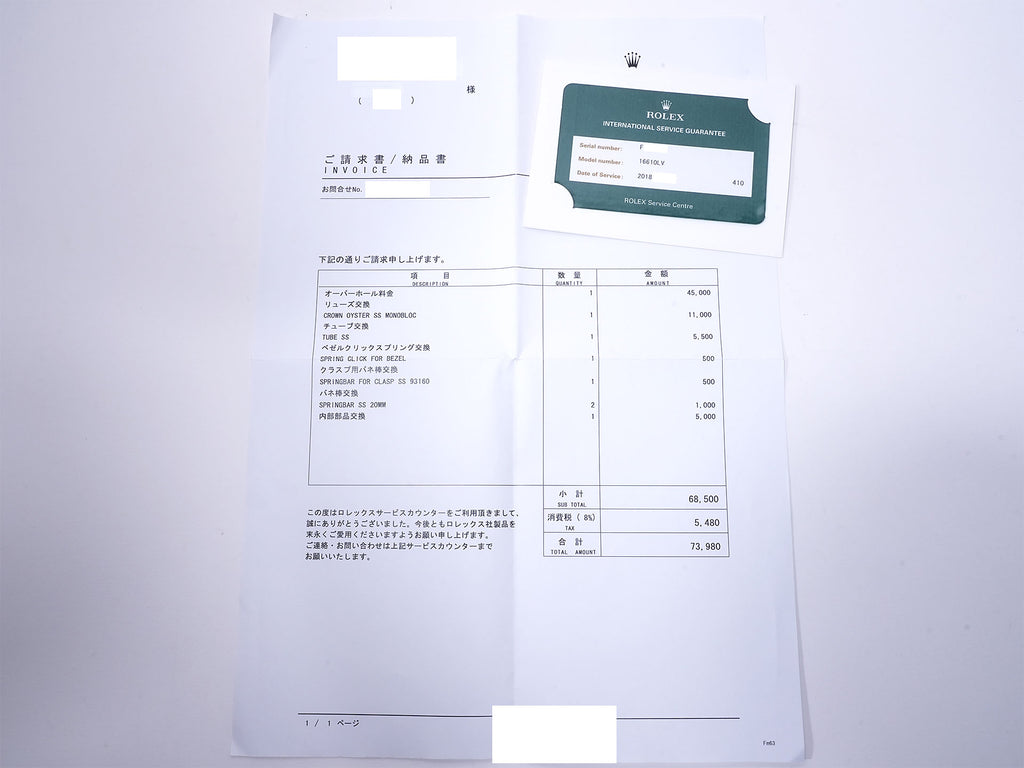 様
( )
ご請求書/納品書
INVOICE
お問合せNo.
ROLEX
INTERNATIONAL SERVICE GUARANTEE
Serial number: F
Model number: 16610LV
Date of Service: 2018
410
ROLEX Service Centre
下記の通りご請求申し上げます。
項 目 数 量 金 額
DESCRIPTION QUANTITY AMOUNT
オーバーホール料金 1 45,000
リューズ交換
CROWN OYSTER SS MONOBLOC 1 11,000
チューブ交換
TUBE SS 1 5,500
ベゼルクリックスプリング交換
SPRING CLICK FOR BEZEL 1 500
クラスプ用バネ棒交換
SPRINGBAR FOR CLASP SS 93160 1 500
バネ棒交換
SPRINGBAR SS 20MM 2 1,000
内部部品交換 1 5,000
小 計 68,500
SUB TOTAL
消費税 ( 8%) 5,480
TAX
合 計 73,980
TOTAL AMOUNT
この度はロレックスサービスカウンターをご利用頂きまして、
誠にありがとうございました。今後ともロレックス社製品を
末永くご愛用くださいますようお願い申し上げます。
ご連絡・お問い合わせは上記サービスカウンターまで
お願いいたします。
1 / 1 ページ
Fm63